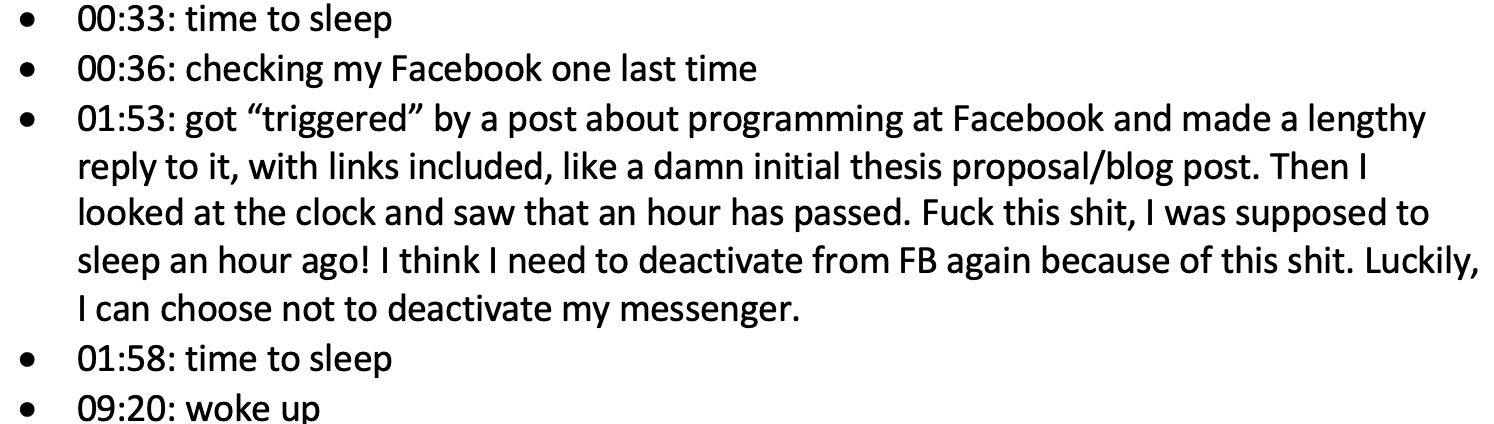 • 00:33: time to sleep
• 00:36: checking my Facebook one last time
• 01:53: got “triggered” by a post about programming at Facebook and made a lengthy
reply to it, with links included, like a damn initial thesis proposal/blog post. Then I
looked at the clock and saw that an hour has passed. Fuck this shit, I was supposed to
sleep an hour ago! I think I need to deactivate from FB again because of this shit. Luckily,
I can choose not to deactivate my messenger.
• 01:58: time to sleep
• 09:20: woke up